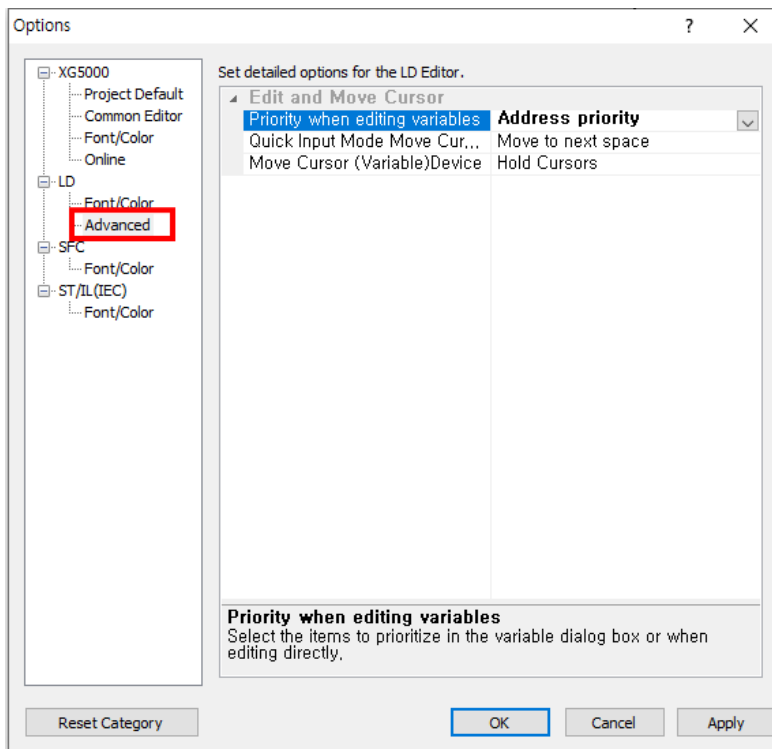 Options ? ×
XG5000
Project Default
Common Editor
Font/Color
Online
LD
Font/Color
Advanced
SFC
Font/Color
ST/IL(IEC)
Font/Color
Set detailed options for the LD Editor.
Edit and Move Cursor
Priority when editing variables Address priority
Quick Input Mode Move Cur... Move to next space
Move Cursor (Variable)Device Hold Cursors
Priority when editing variables
Select the items to prioritize in the variable dialog box or when
editing directly,
Reset Category OK Cancel Apply